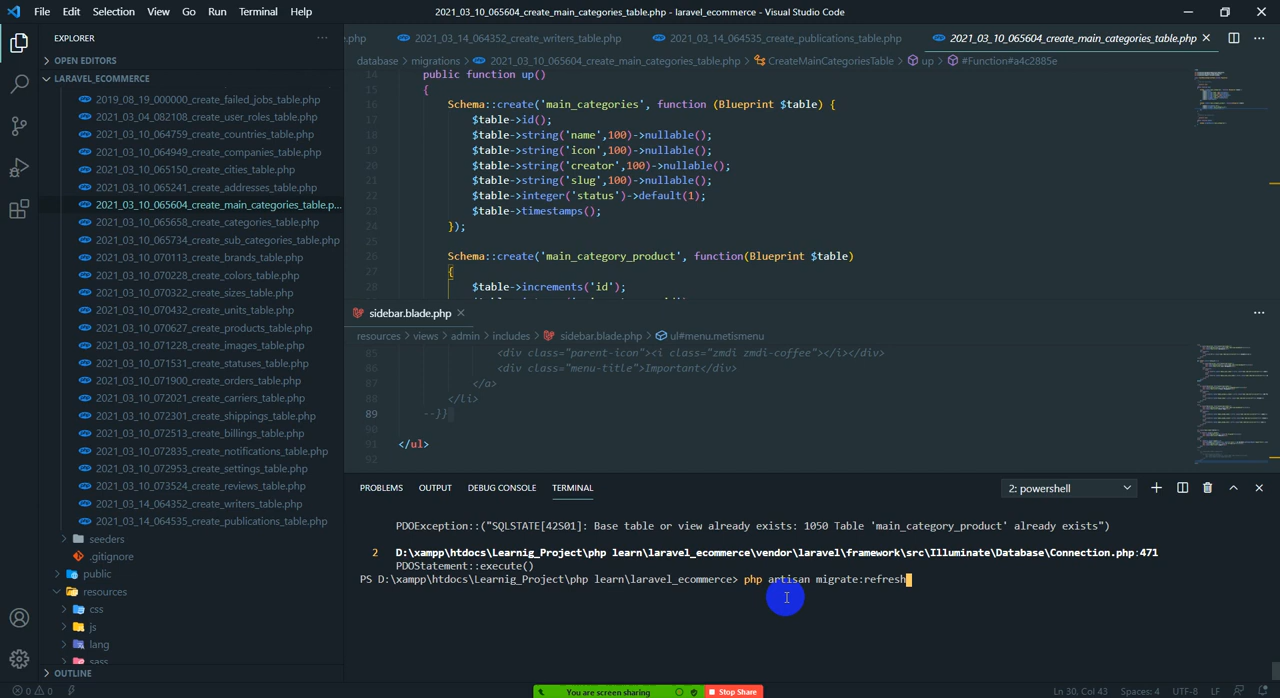 File Edit Selection View Go Run Terminal Help
2021_03_10_065604_create_main_categories_table.php - laravel_ecommerce - Visual Studio Code
EXPLORER
OPEN EDITORS
LARAVEL_ECOMMERCE
2019_08_19_000000_create_failed_jobs_table.php
2021_03_04_082108_create_user_roles_table.php
2021_03_10_064759_create_countries_table.php
2021_03_10_064949_create_companies_table.php
2021_03_10_065150_create_cities_table.php
2021_03_10_065241_create_addresses_table.php
2021_03_10_065604_create_main_categories_table.p...
2021_03_10_065658_create_categories_table.php
2021_03_10_065734_create_sub_categories_table.php
2021_03_10_070113_create_brands_table.php
2021_03_10_070228_create_colors_table.php
2021_03_10_070322_create_sizes_table.php
2021_03_10_070432_create_units_table.php
2021_03_10_070627_create_products_table.php
2021_03_10_071228_create_images_table.php
2021_03_10_071531_create_statuses_table.php
2021_03_10_071900_create_orders_table.php
2021_03_10_072021_create_carriers_table.php
2021_03_10_072301_create_shippings_table.php
2021_03_10_072513_create_billings_table.php
2021_03_10_072835_create_notifications_table.php
2021_03_10_072953_create_settings_table.php
2021_03_10_073524_create_reviews_table.php
2021_03_14_064352_create_writers_table.php
2021_03_14_064535_create_publications_table.php
seeders
.gitignore
public
resources
css
js
lang
sass
OUTLINE
.php 2021_03_14_064352_create_writers_table.php 2021_03_14_064535_create_publications_table.php 2021_03_10_065604_create_main_categories_table.php
database > migrations > 2021_03_10_065604_create_main_categories_table.php > CreateMainCategoriesTable > up > #Function#a4c2885e
14 public function up()
15 {
16 Schema::create('main_categories', function (Blueprint $table) {
17 $table->id();
18 $table->string('name',100)->nullable();
19 $table->string('icon',100)->nullable();
20 $table->string('creator',100)->nullable();
21 $table->string('slug',100)->nullable();
22 $table->integer('status')->default(1);
23 $table->timestamps();
24 });
25
26 Schema::create('main_category_product', function(Blueprint $table)
27 {
28 $table->increments('id');
sidebar.blade.php
resources > views > admin > includes > sidebar.blade.php > ul#menu.metismenu
85 <div class="parent-icon"><i class="zmdi zmdi-coffee"></i></div>
86 <div class="menu-title">Important</div>
87 </a>
88 </li>
89 --}}
90
91 </ul>
92
PROBLEMS OUTPUT DEBUG CONSOLE TERMINAL 2: powershell
PDOException::("SQLSTATE[42S01]: Base table or view already exists: 1050 Table 'main_category_product' already exists")
2 D:\xampp\htdocs\Learnig_Project\php learn\laravel_ecommerce\vendor\laravel\framework\src\Illuminate\Database\Connection.php:471
PDOStatement::execute()
PS D:\xampp\htdocs\Learnig_Project\php learn\laravel_ecommerce> php artisan migrate:refresh
0 0 You are screen sharing Stop Share Ln 30, Col 43 Spaces: 4 UTF-8 LF PHP